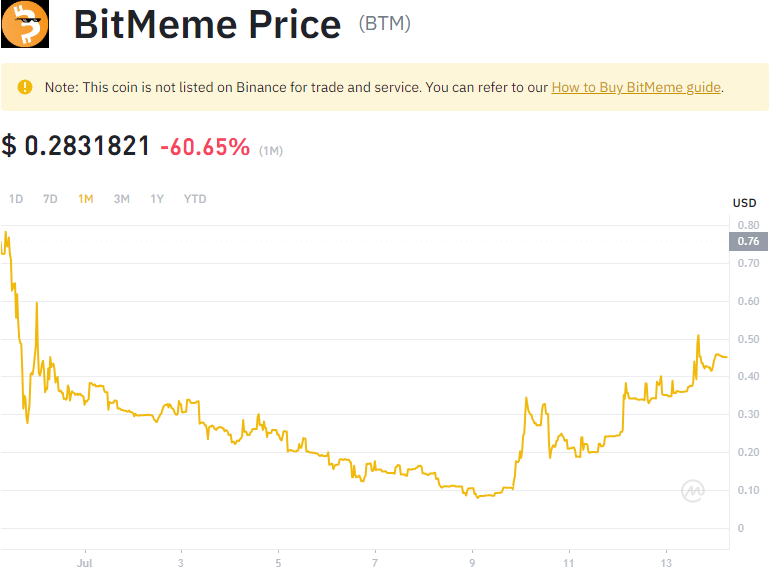 BitMeme Price (BTM)
Note: This coin is not listed on Binance for trade and service. You can refer to our How to Buy BitMeme guide.
$ 0.2831821 -60.65% (1M)
1D 7D 1M 3M 1Y YTD
USD
0.80
0.76
0.70
0.60
0.50
0.40
0.30
0.20
0.10
0
Jul 3 5 7 9 11 13